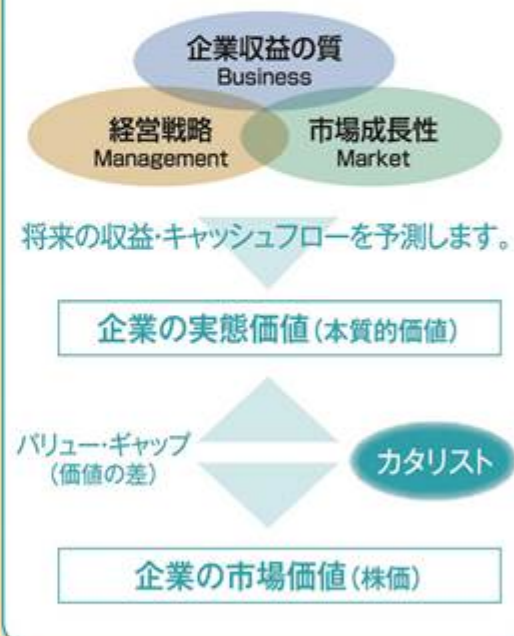 企業収益の質
Business
経営戦略
Management
市場成長性
Market
将来の収益・キャッシュフローを予測します。
企業の実態価値(本質的価値)
バリュー・ギャップ
(価値の差)
カタリスト
企業の市場価値(株価)